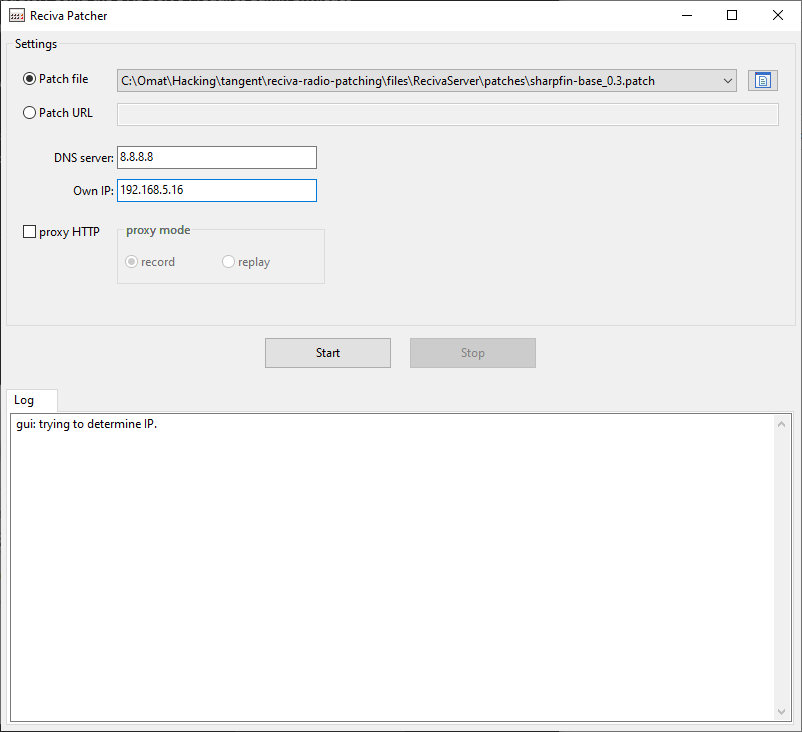 Reciva Patcher
Settings
Patch file
C:\Omat\Hacking\tangent\reciva-radio-patching\files\RecivaServer\patches\sharpfin-base_0.3.patch
Patch URL
DNS server: 8.8.8.8
Own IP: 192.168.5.16
proxy HTTP
proxy mode
record
replay
Start
Stop
Log
gui: trying to determine IP.